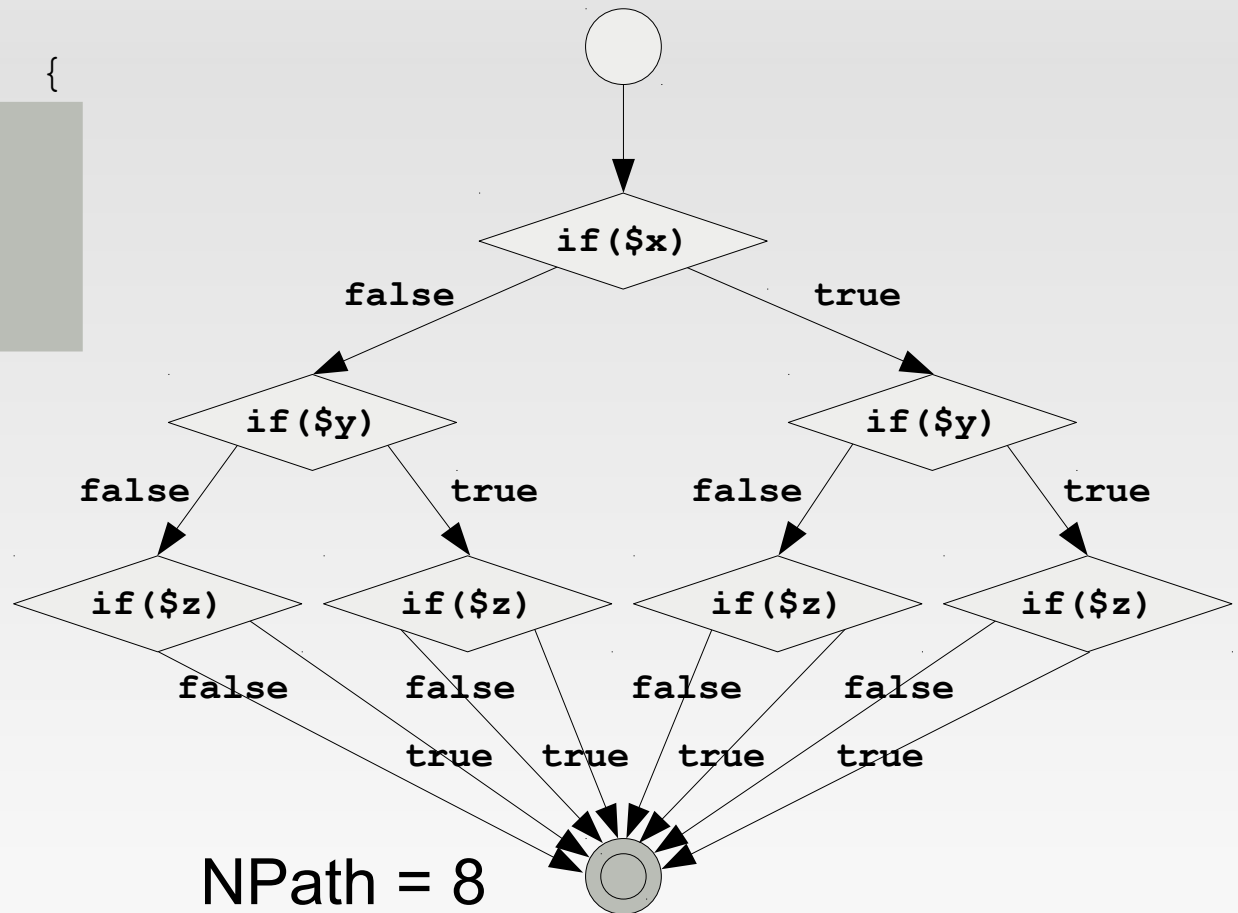 {
if($x)
false
true
if($y)
if($y)
false
true
false
true
if($z)
if($z)
if($z)
if($z)
false
false
false
false
true
true
true
true
NPath = 8